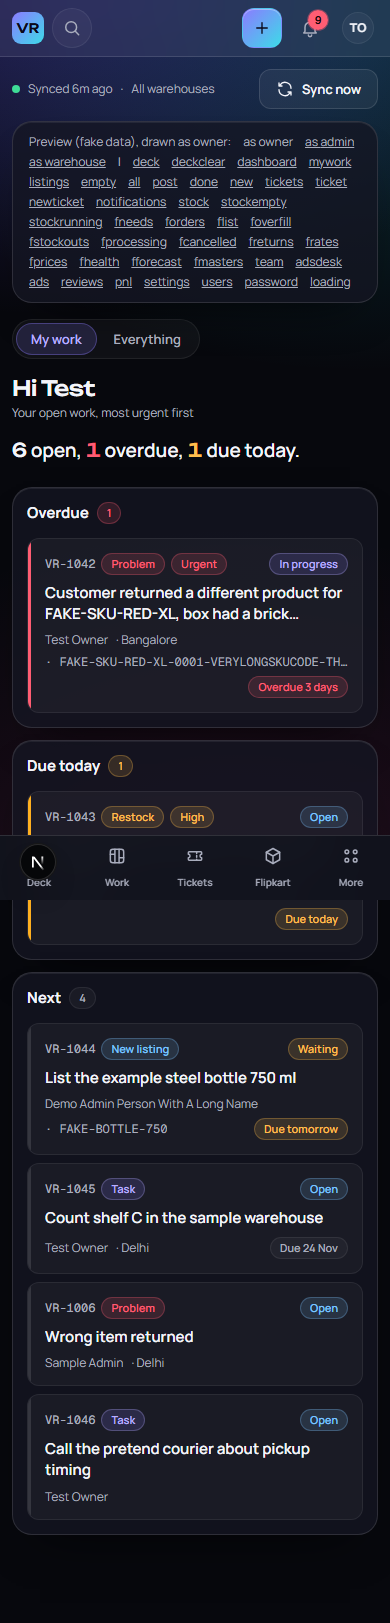 VR
9
TO
Synced 6m ago · All warehouses
Sync now
Preview (fake data), drawn as owner: as owner as admin
as warehouse | deck deckclear dashboard mywork
listings empty all post done new tickets ticket
newticket notifications stock stockempty
stockrunning fneeds forders flist foverfill
fstockouts fprocessing fcancelled freturns frates
fprices fhealth fforecast fmasters team adsdesk
ads reviews pnl settings users password loading
My work Everything
Hi Test
Your open work, most urgent first
6 open, 1 overdue, 1 due today.
Overdue 1
VR-1042 Problem Urgent In progress
Customer returned a different product for
FAKE-SKU-RED-XL, box had a brick…
Test Owner · Bangalore
· FAKE-SKU-RED-XL-0001-VERYLONGSKUCODE-TH…
Overdue 3 days
Due today 1
VR-1043 Restock High Open
N
Deck Work Tickets Flipkart More
Due today
Next 4
VR-1044 New listing Waiting
List the example steel bottle 750 ml
Demo Admin Person With A Long Name
· FAKE-BOTTLE-750 Due tomorrow
VR-1045 Task Open
Count shelf C in the sample warehouse
Test Owner · Delhi Due 24 Nov
VR-1006 Problem Open
Wrong item returned
Sample Admin · Delhi
VR-1046 Task Open
Call the pretend courier about pickup
timing
Test Owner